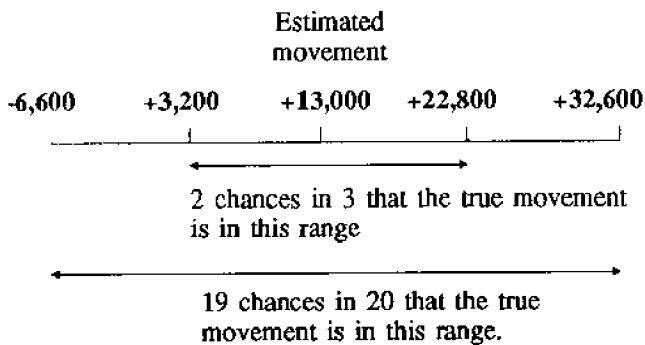 Estimated
movement
-6,600 +3,200 +13,000 +22,800 +32,600
2 chances in 3 that the true movement
is in this range
19 chances in 20 that the true
movement is in this range.